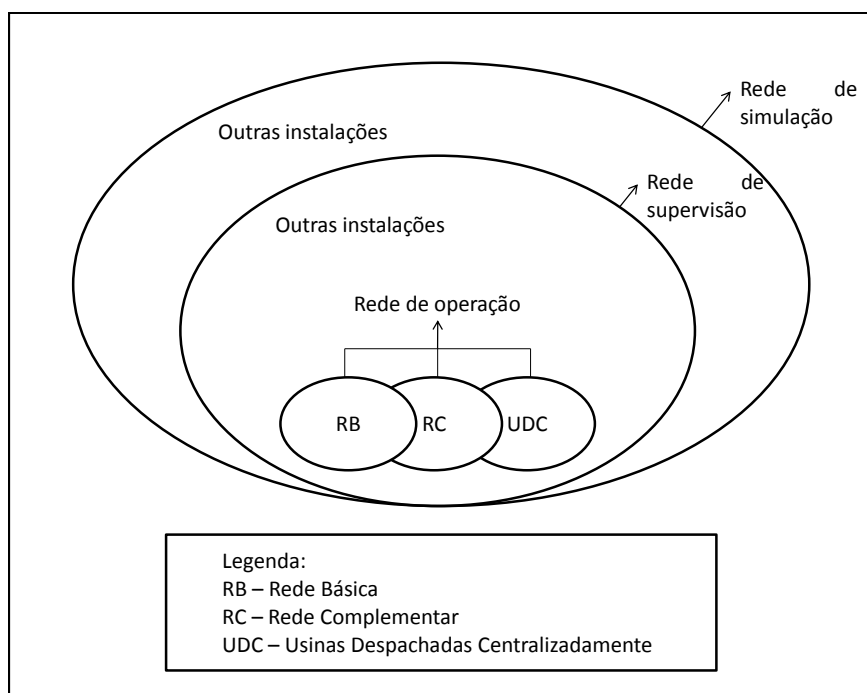 Rede de
simulação
Outras instalações
Rede de
supervisão
Outras instalações
Rede de operação
RB RC UDC
Legenda:
RB – Rede Básica
RC – Rede Complementar
UDC – Usinas Despachadas Centralizadamente